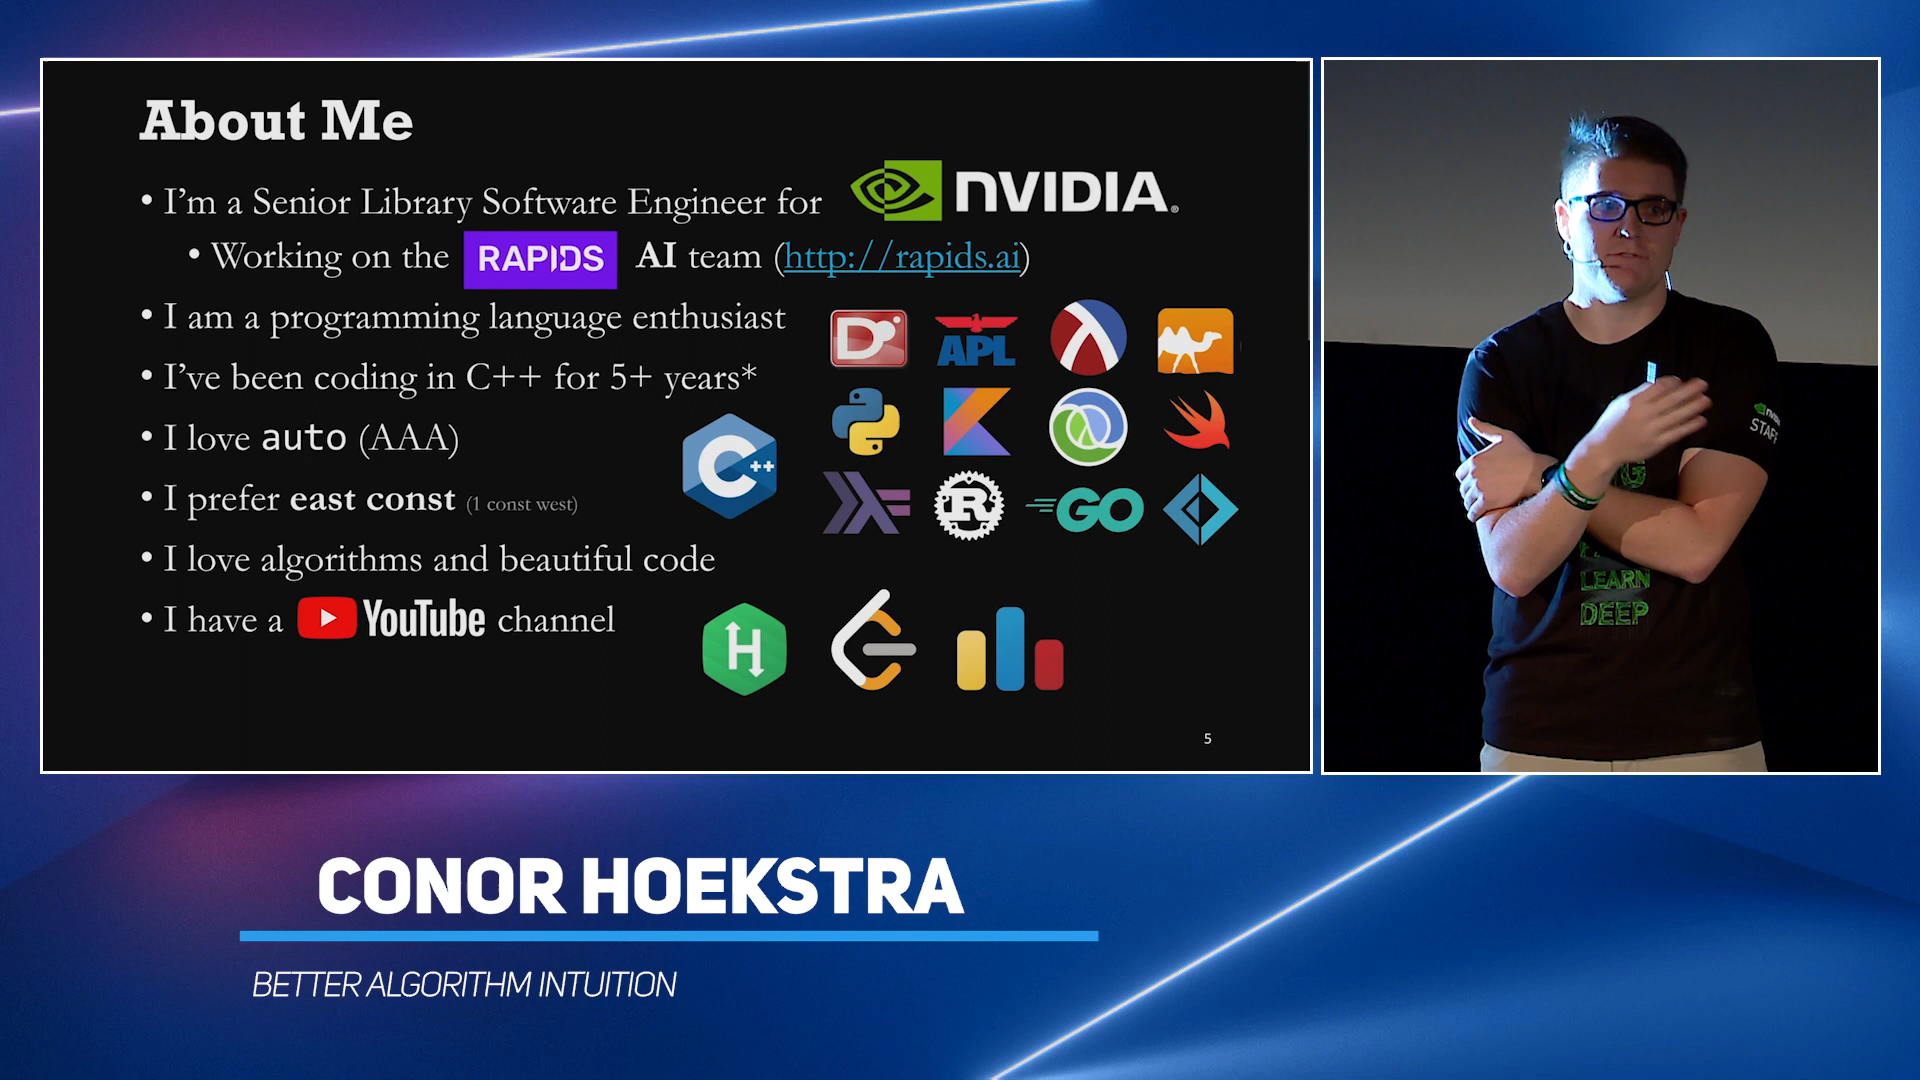 About Me
• I’m a Senior Library Software Engineer for NVIDIA®
• Working on the RAPIDS AI team (http://rapids.ai)
• I am a programming language enthusiast
• I’ve been coding in C++ for 5+ years*
• I love auto (AAA)
• I prefer east const (1 const west)
• I love algorithms and beautiful code
• I have a YouTube channel
D
APL
C++
R
GO
H
5
NVIDIA
STAFF
LEARN
DEEP
CONOR HOEKSTRA
BETTER ALGORITHM INTUITION